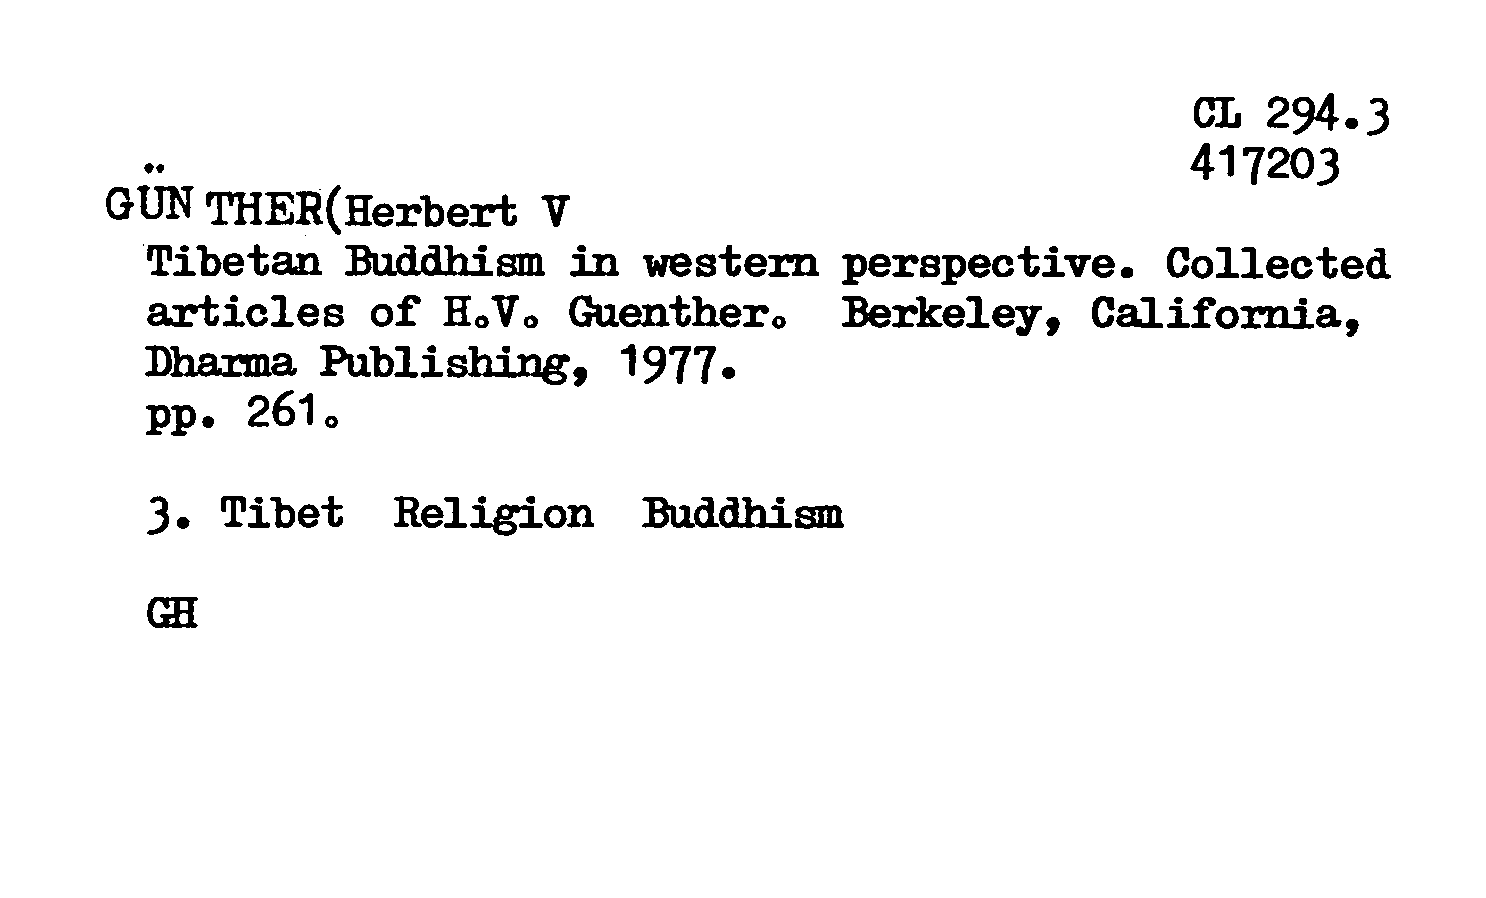 CL 294.3
417203
GÜNTHER(Herbert V
Tibetan Buddhism in western perspective. Collected
articles of H.V. Guenther. Berkeley, California,
Dharma Publishing, 1977.
pp. 261.
3. Tibet Religion Buddhism
GH